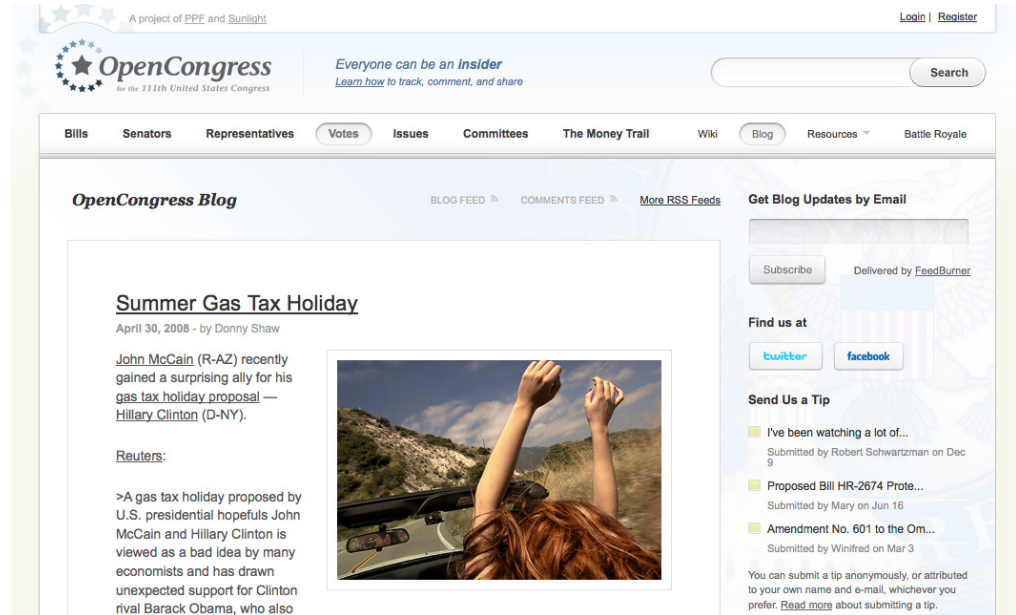 A project of PPF and Sunlight
Login | Register
OpenCongress
for the 111th United States Congress
Everyone can be an insider
Learn how to track, comment, and share
Search
Bills Senators Representatives Votes Issues Committees The Money Trail Wiki Blog Resources Battle Royale
OpenCongress Blog
BLOG FEED COMMENTS FEED More RSS Feeds
Summer Gas Tax Holiday
April 30, 2008 - by Donny Shaw
John McCain (R-AZ) recently
gained a surprising ally for his
gas tax holiday proposal —
Hillary Clinton (D-NY).
Reuters:
>A gas tax holiday proposed by
U.S. presidential hopefuls John
McCain and Hillary Clinton is
viewed as a bad idea by many
economists and has drawn
unexpected support for Clinton
rival Barack Obama, who also
Get Blog Updates by Email
Subscribe
Delivered by FeedBurner
Find us at
twitter
facebook
Send Us a Tip
I've been watching a lot of...
Submitted by Robert Schwartzman on Dec
9
Proposed Bill HR-2674 Prote...
Submitted by Mary on Jun 16
Amendment No. 601 to the Om...
Submitted by Winifred on Mar 3
You can submit a tip anonymously, or attributed
to your own name and e-mail, whichever you
prefer. Read more about submitting a tip.